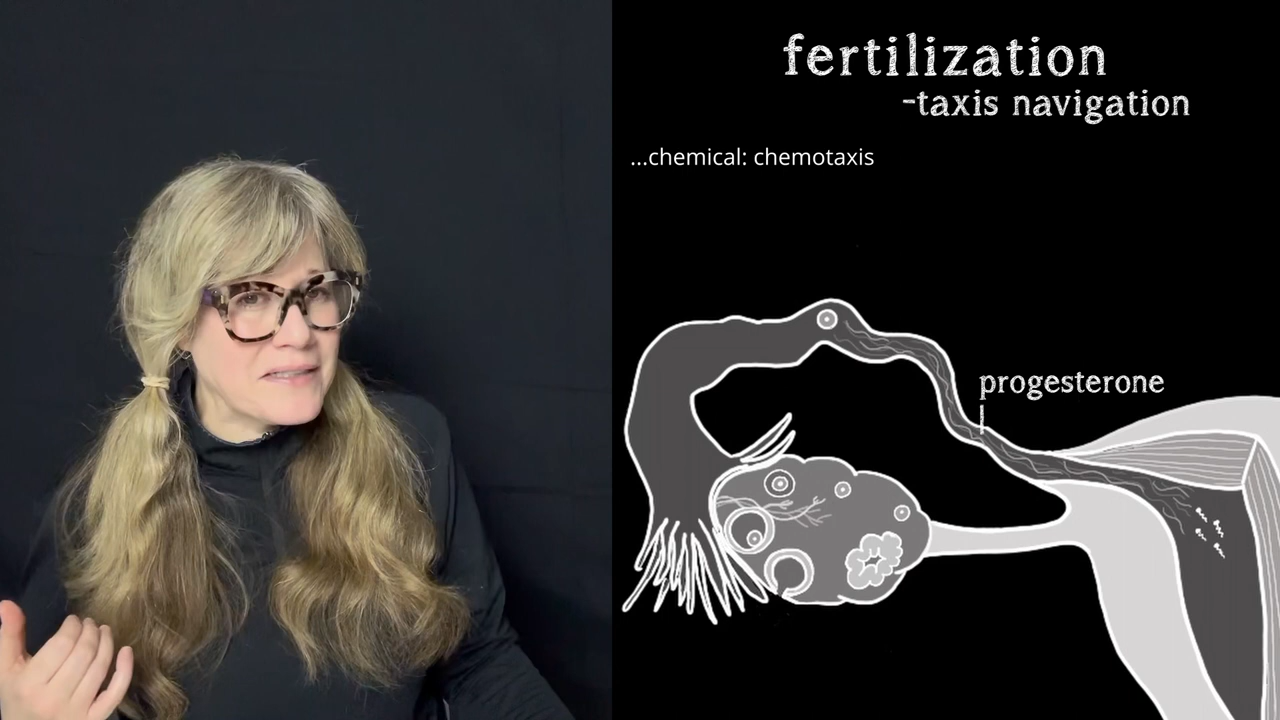 fertilization
-taxis navigation
...chemical: chemotaxis
progesterone